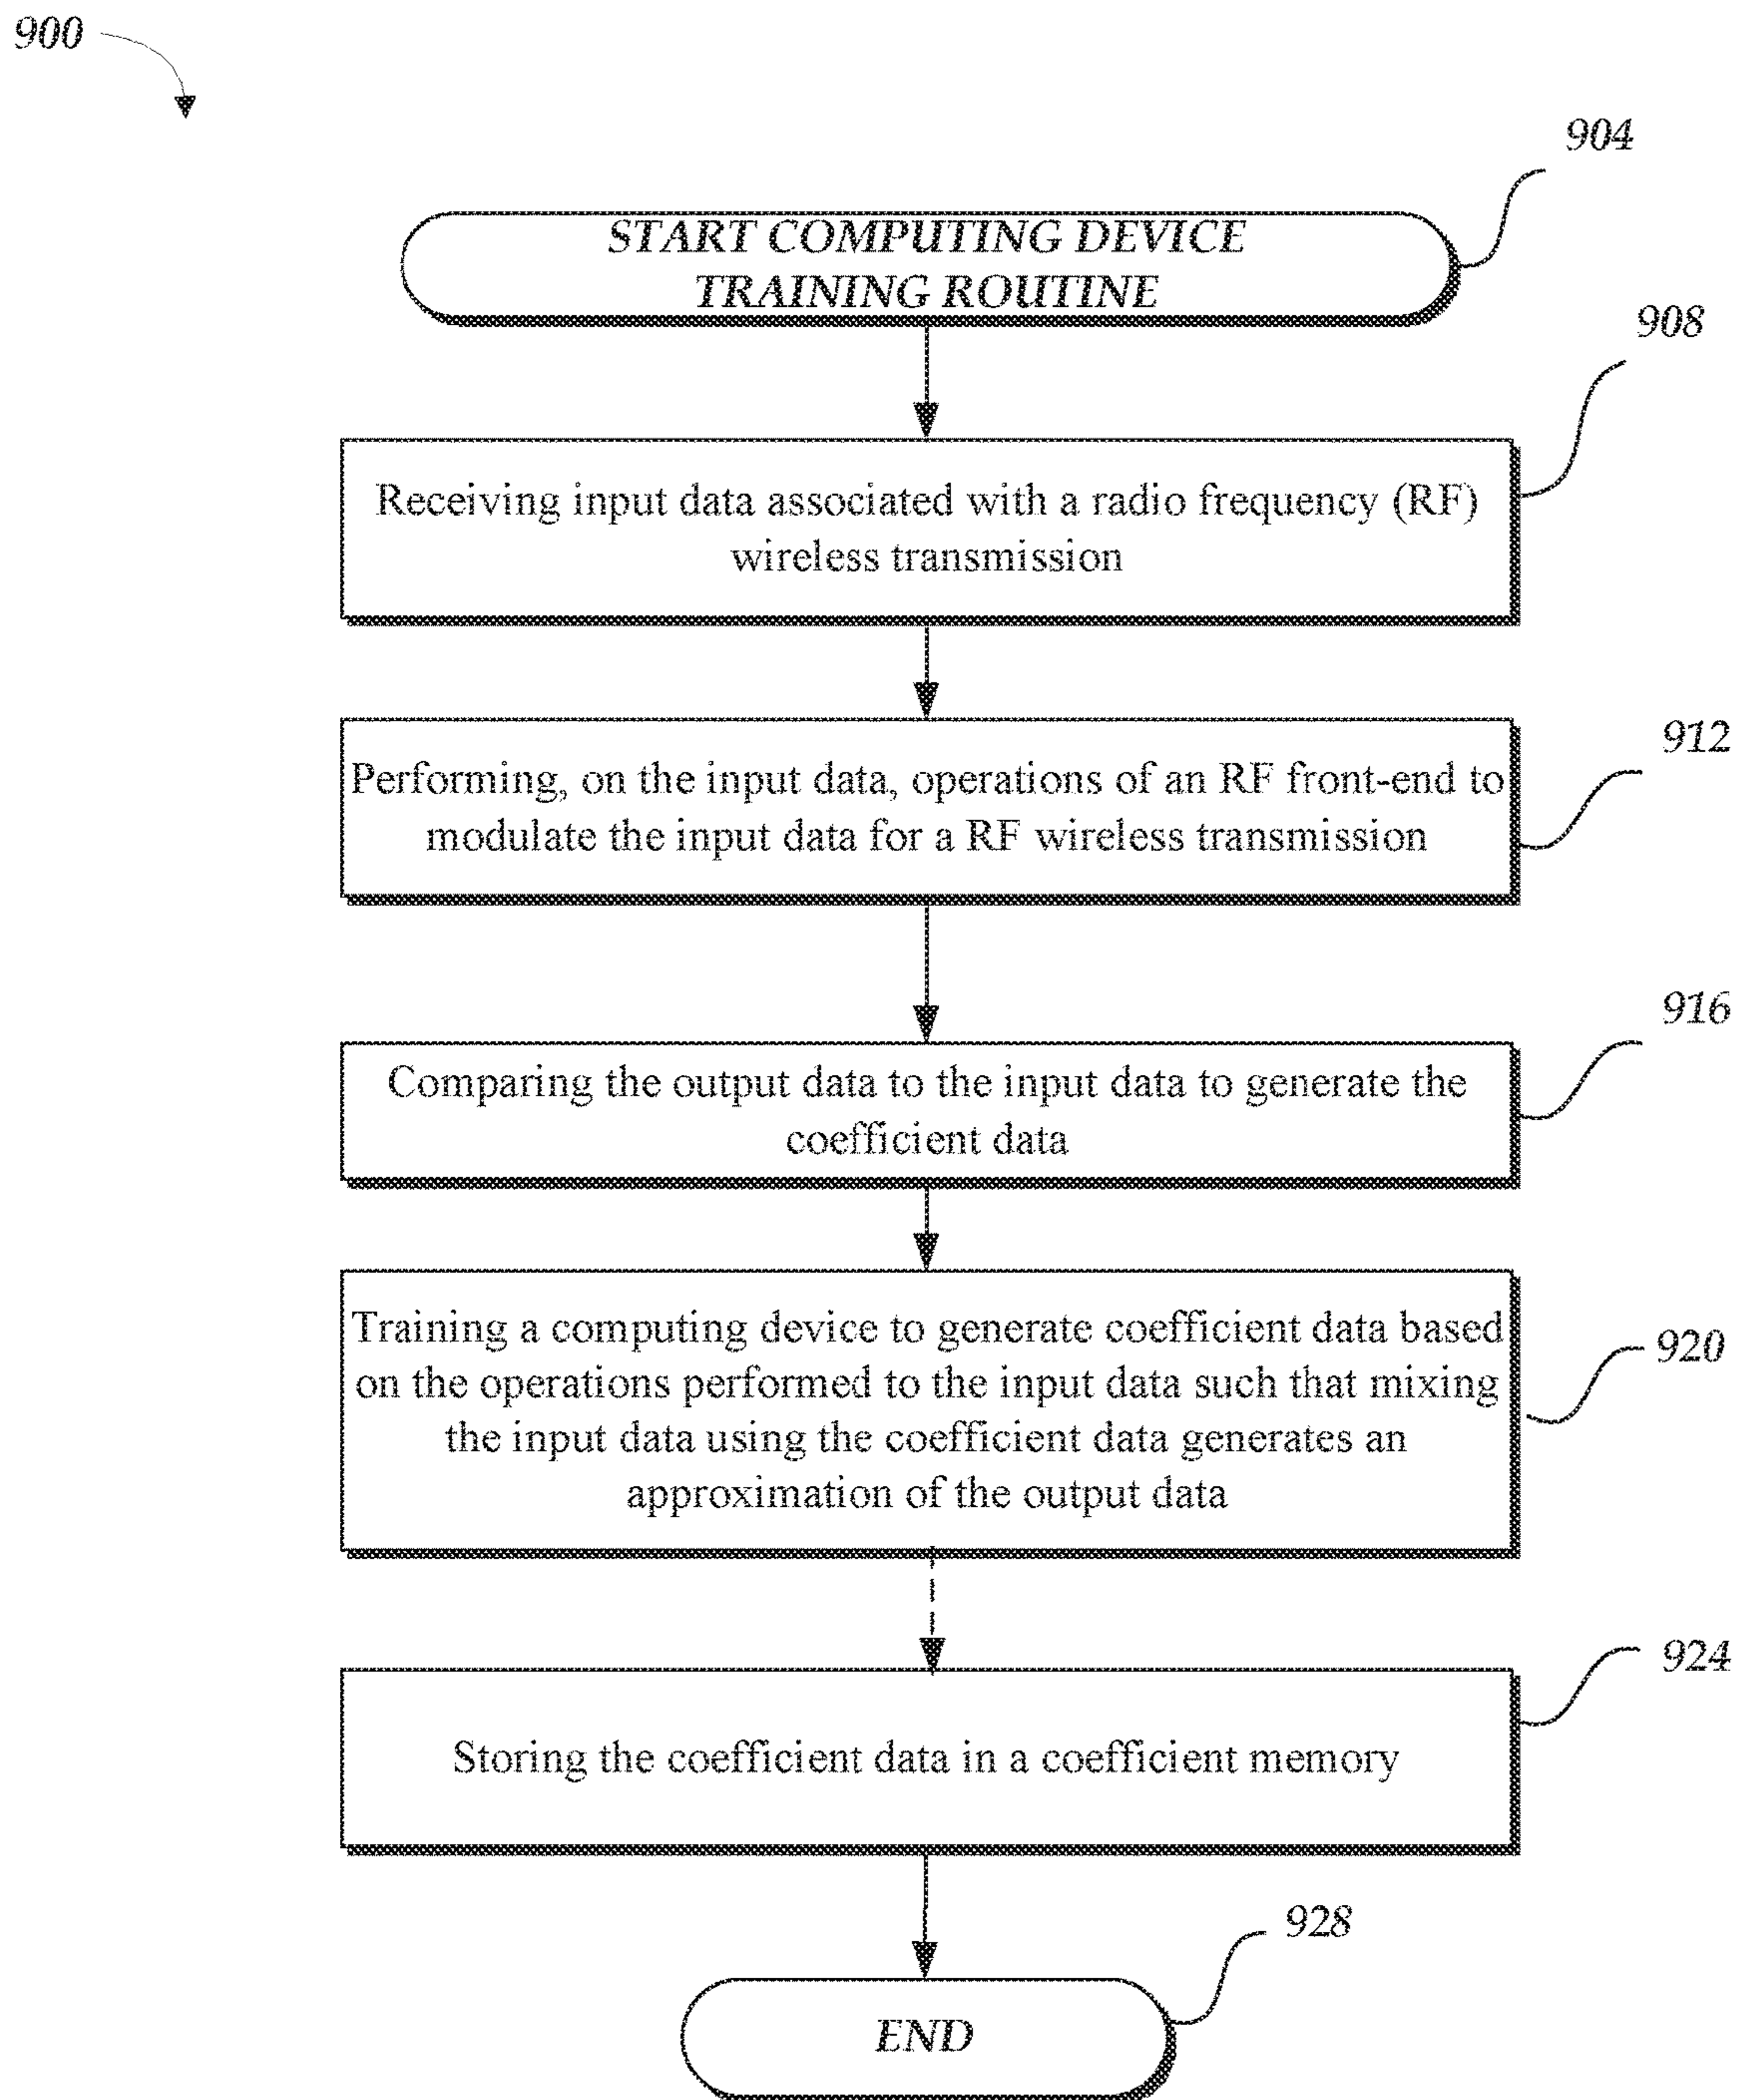 900
904
START COMPUTING DEVICE
TRAINING ROUTINE
908
Receiving input data associated with a radio frequency (RF)
wireless transmission
912
Performing, on the input data, operations of an RF front-end to
modulate the input data for a RF wireless transmission
916
Comparing the output data to the input data to generate the
coefficient data
920
Training a computing device to generate coefficient data based
on the operations performed to the input data such that mixing
the input data using the coefficient data generates an
approximation of the output data
924
Storing the coefficient data in a coefficient memory
928
END